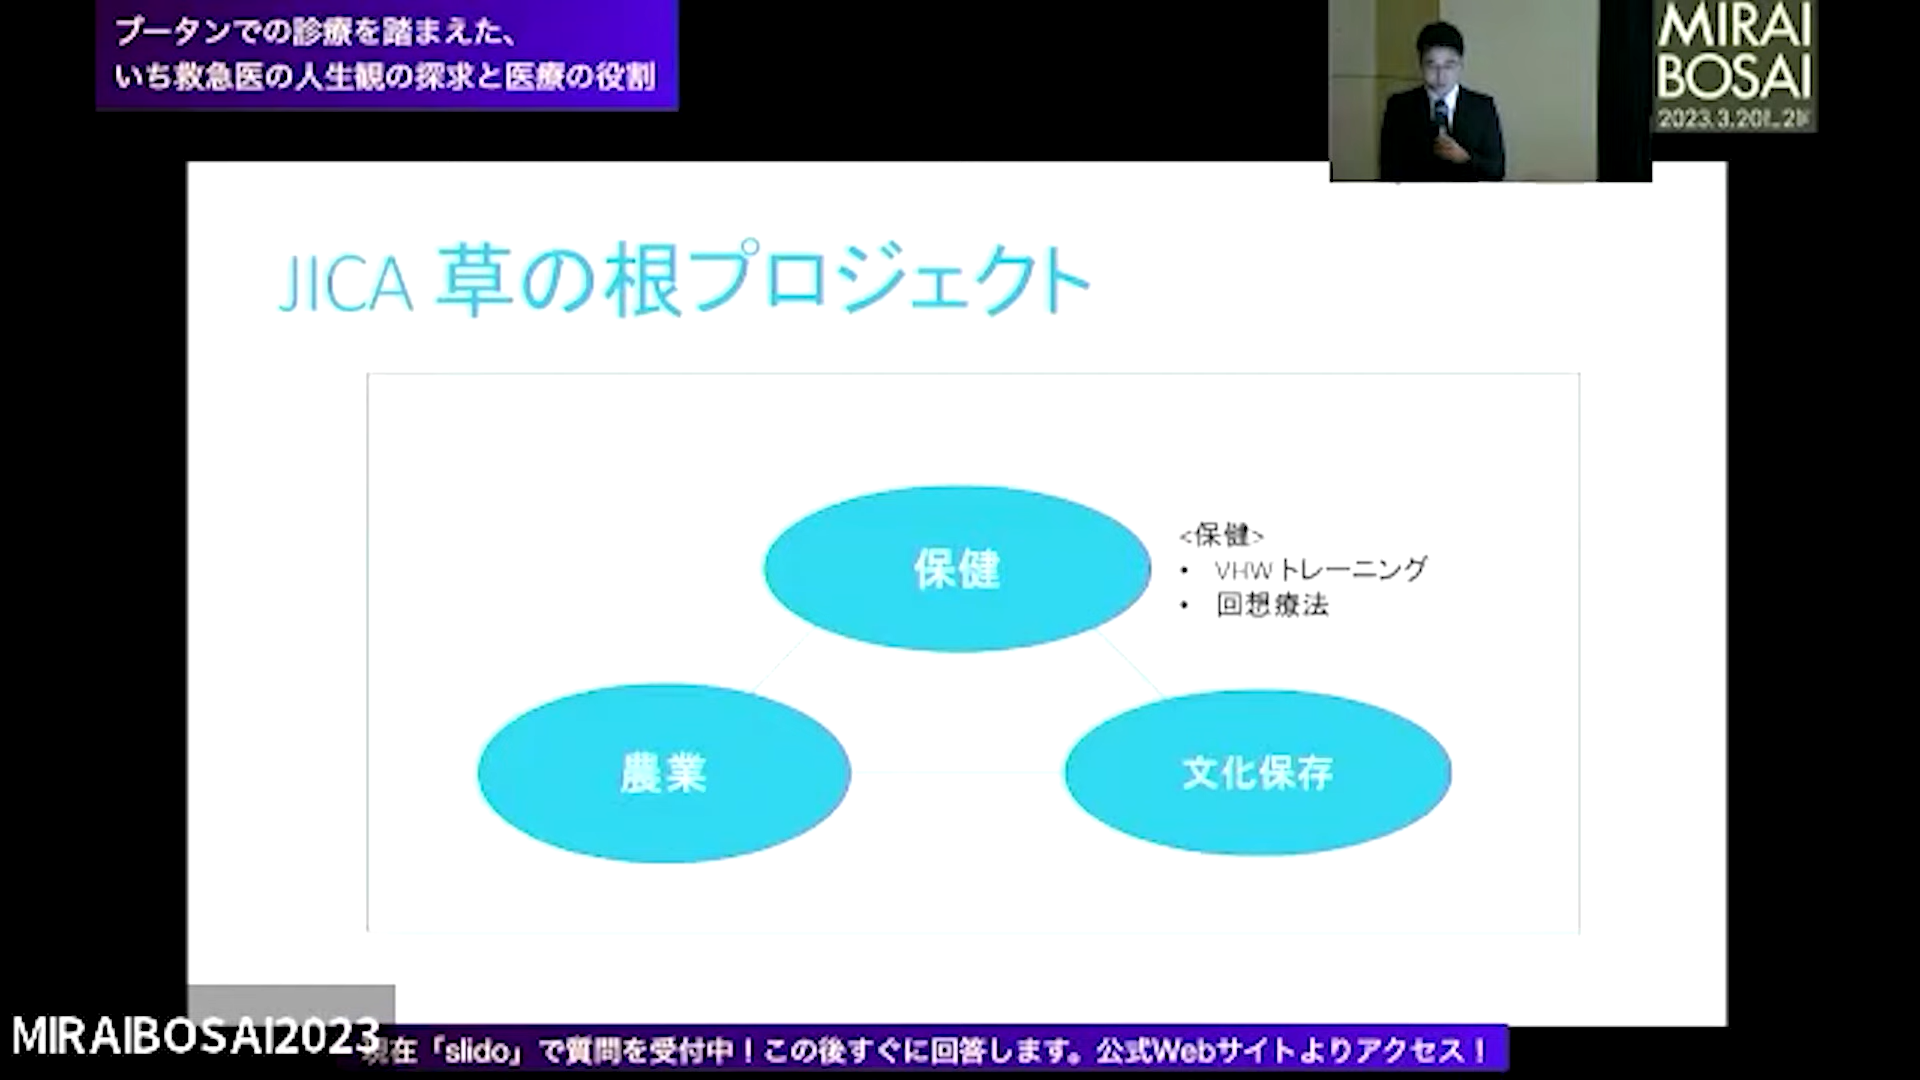 ブータンでの診療を踏まえた、
いち救急医の人生観の探求と医療の役割
MIRAI
BOSAI
JICA 草の根プロジェクト
保健
<保健>
• VHWトレーニング
• 回想療法
農業
文化保存
MIRAIBOSAI2023
現在「slido」で質問を受付中！この後すぐに回答します。公式Webサイトよりアクセス！